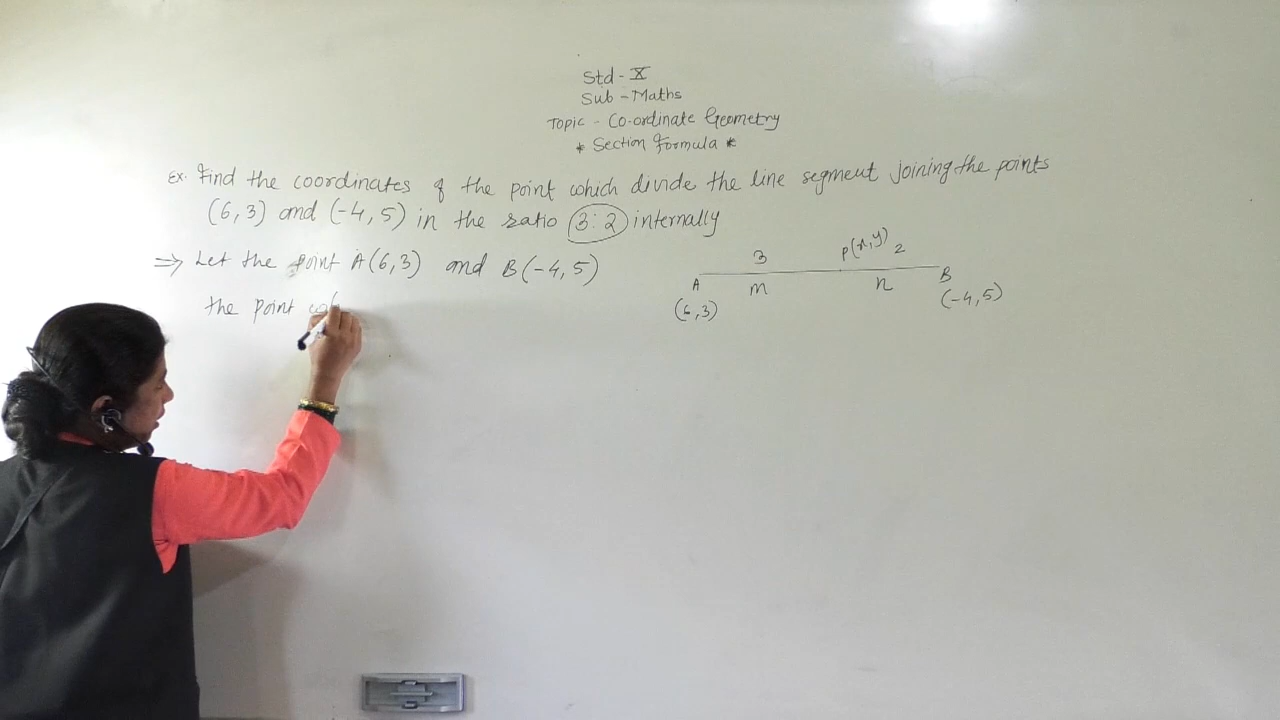 Std - X
Sub - Maths
Topic - Co-ordinate Geometry
* Section Formula *
Ex. Find the coordinates of the point which divide the line segment joining the points
(6,3) and (-4,5) in the ratio 3:2 internally
⇒ Let the point A(6,3) and B(-4,5)
the point
3 P(x,y) 2
A m n B
(6,3) (-4,5)